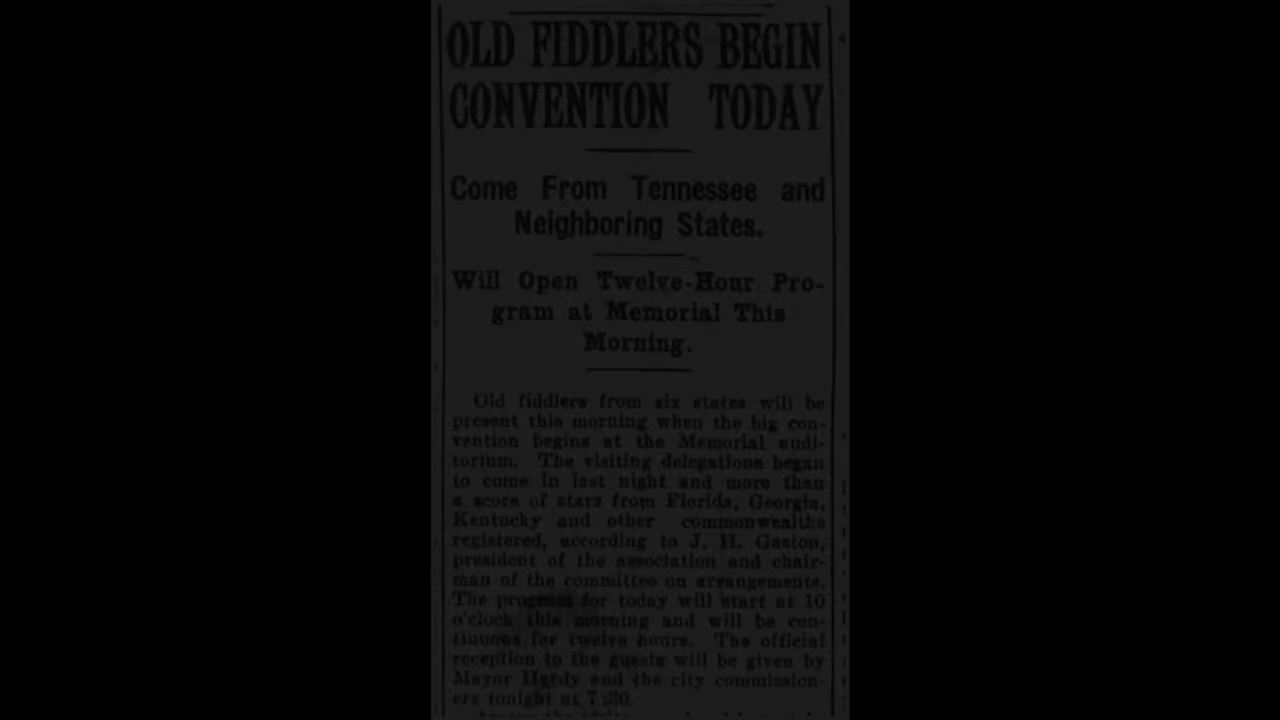 OLD FIDDLERS BEGIN
CONVENTION TODAY
Come From Tennessee and
Neighboring States.
Will Open Twelve-Hour Pro-
gram at Memorial This
Morning.
Old fiddlers from six states will be
present this morning when the big con-
vention begins at the Memorial audi-
torium. The visiting delegations began
to come in last night and more than
a score of stars from Florida, Georgia,
Kentucky and other commonwealths
registered, according to J. H. Gaston,
president of the association and chair-
man of the committee on arrangements.
The program for today will start at 10
o'clock this morning and will be con-
tinuous for twelve hours. The official
reception to the guests will be given by
Mayor Hardy and the city commission-
ers tonight at 7:30.